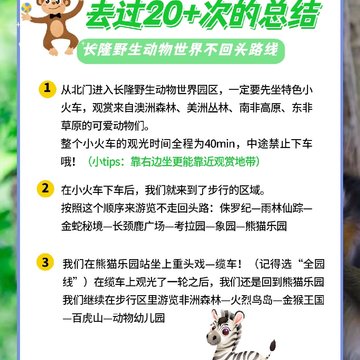 去过20+次的总结
长隆野生动物世界不回头路线
1 从北门进入长隆野生动物世界园区，一定要先坐特色小
火车，观赏来自澳洲森林、美洲丛林、南非高原、东非
草原的可爱动物们。
整个小火车的观光时间全程为40min，中途禁止下车
哦！（小tips：靠右边坐更能靠近观赏地带）
2 在小火车下车后，我们就来到了步行的区域。
按照这个顺序来游览不走回头路：侏罗纪—雨林仙踪—
金蛇秘境—长颈鹿广场—考拉园—象园—熊猫乐园
3 我们在熊猫乐园站坐上重头戏—缆车！（记得选“全园
线”）在缆车上观光了一轮之后，我们还是回到熊猫乐园
我们继续在步行区里游览非洲森林—火烈鸟岛—金猴王国
—百虎山—动物幼儿园